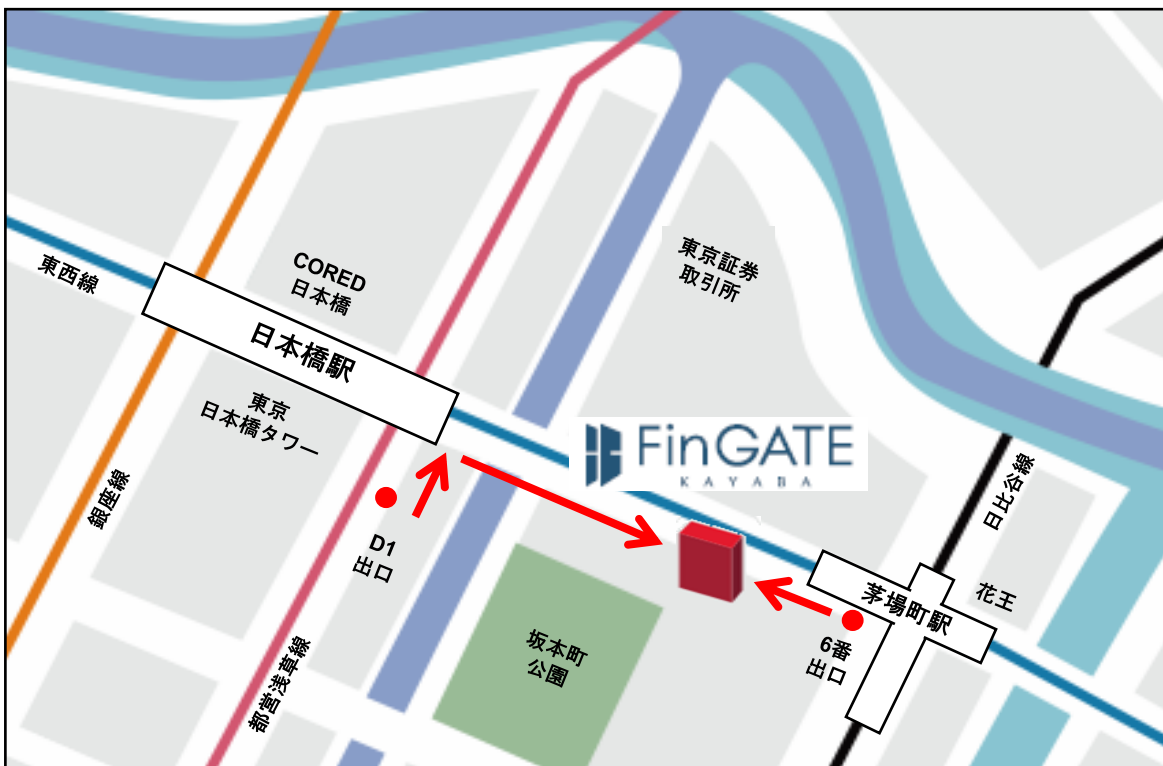 東西線
CORED
日本橋
東京証券
取引所
日本橋駅
東京
日本橋タワー
FinGATE
KAYABA
銀座線
日比谷線
D1
出口
茅場町駅
花王
坂本町
公園
6番
出口
都営浅草線